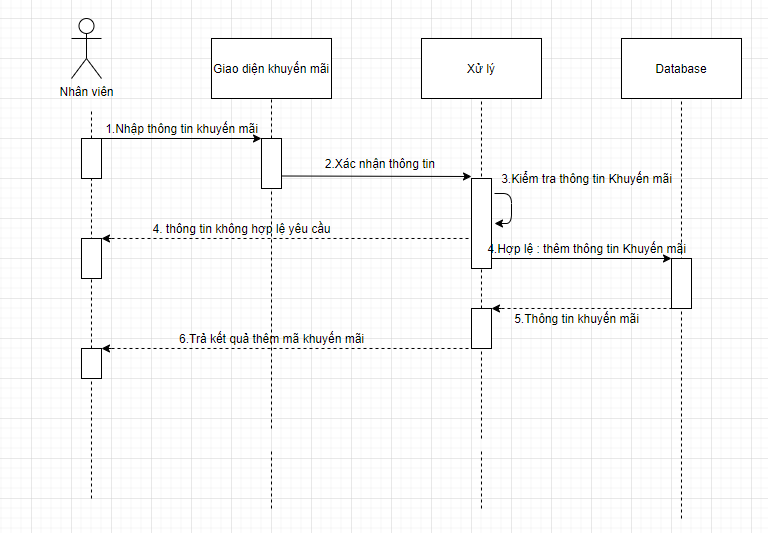 Nhân viên
Giao diện khuyến mãi
Xử lý
Database
1.Nhập thông tin khuyến mãi
2.Xác nhận thông tin
3.Kiểm tra thông tin Khuyến mãi
4. thông tin không hợp lệ yêu cầu
4.Hợp lệ : thêm thông tin Khuyến mãi
5.Thông tin khuyến mãi
6.Trả kết quả thêm mã khuyến mãi